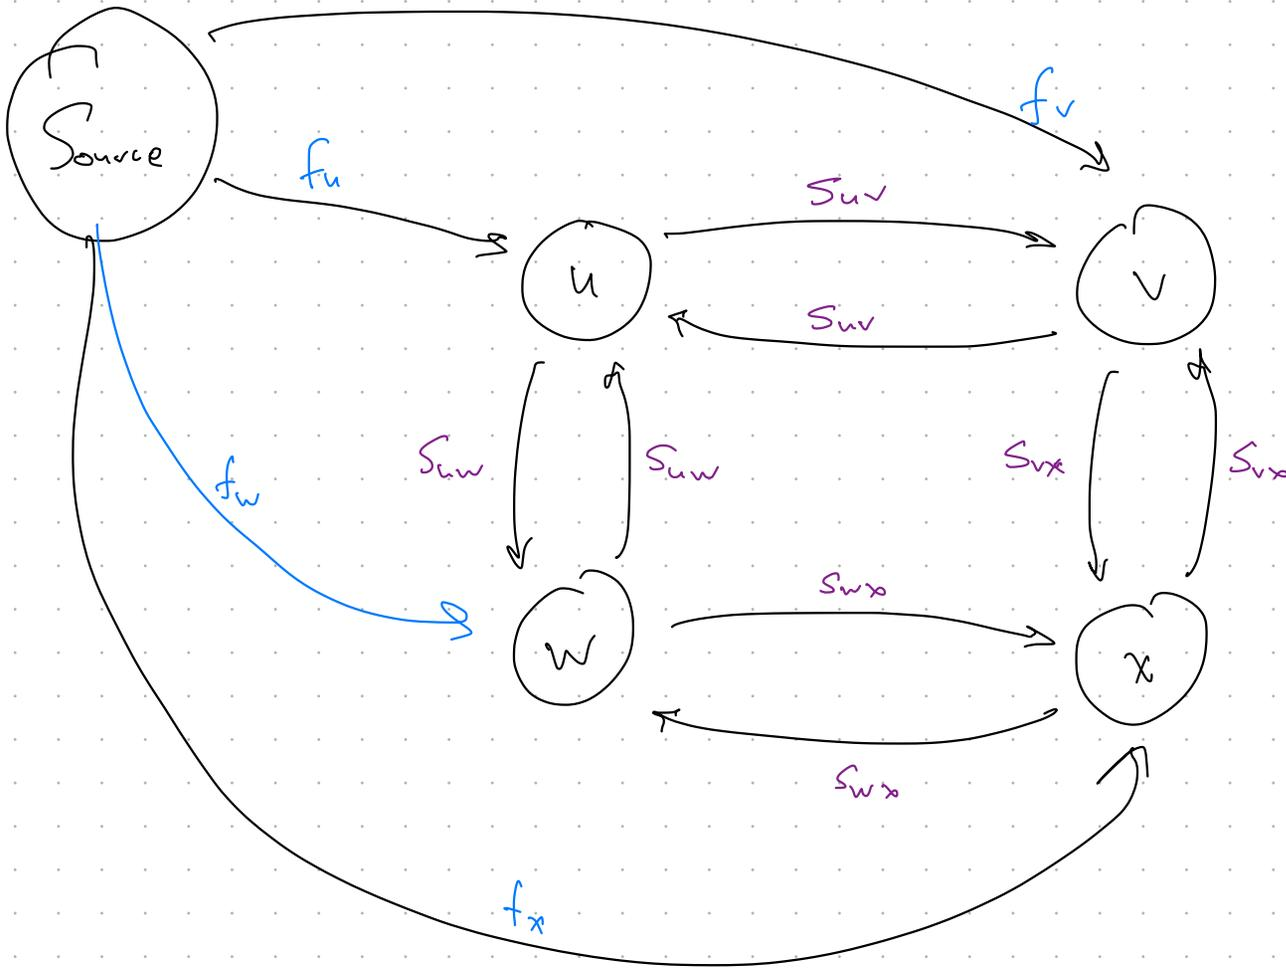 Source
f_v
f_u
S_uv
u
v
S_uv
S_uw
S_uw
S_vx
S_vx
f_w
S_wx
w
x
S_wx
f_x